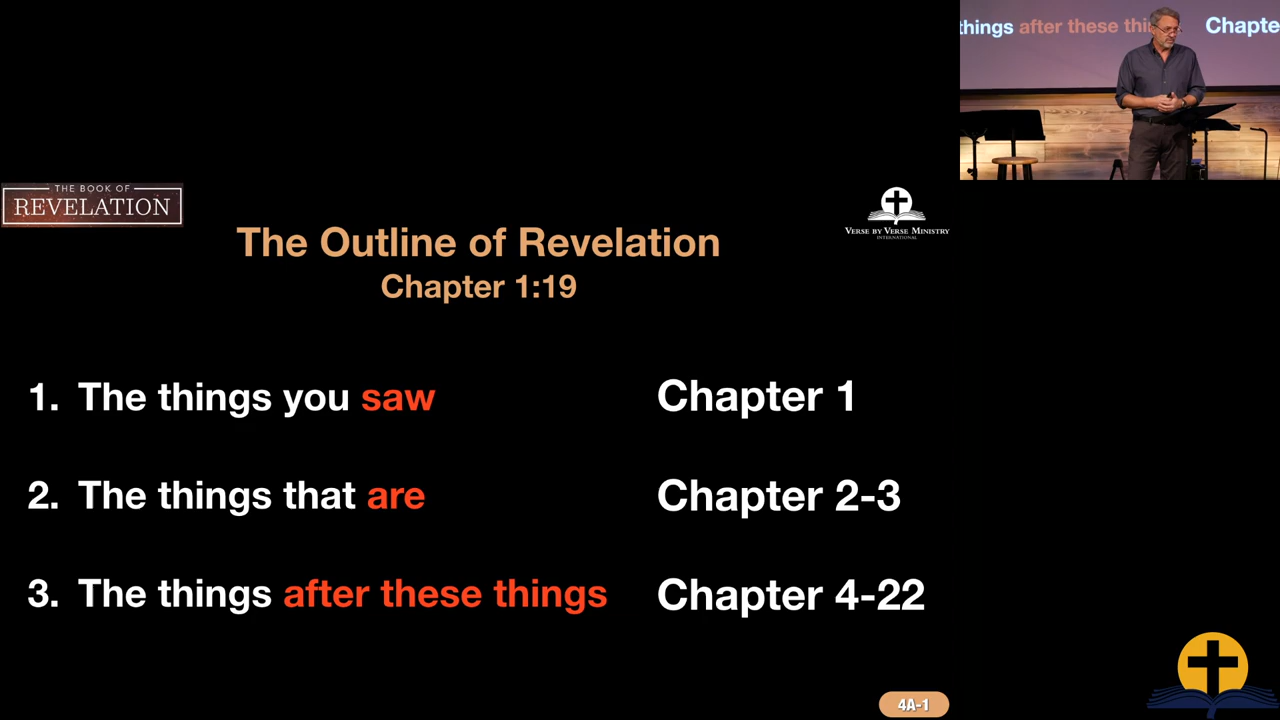 things after these thi
Chapte
THE BOOK OF
REVELATION
VERSE BY VERSE MINISTRY
INTERNATIONAL
The Outline of Revelation
Chapter 1:19
1. The things you saw
Chapter 1
2. The things that are
Chapter 2-3
3. The things after these things
Chapter 4-22
4A-1